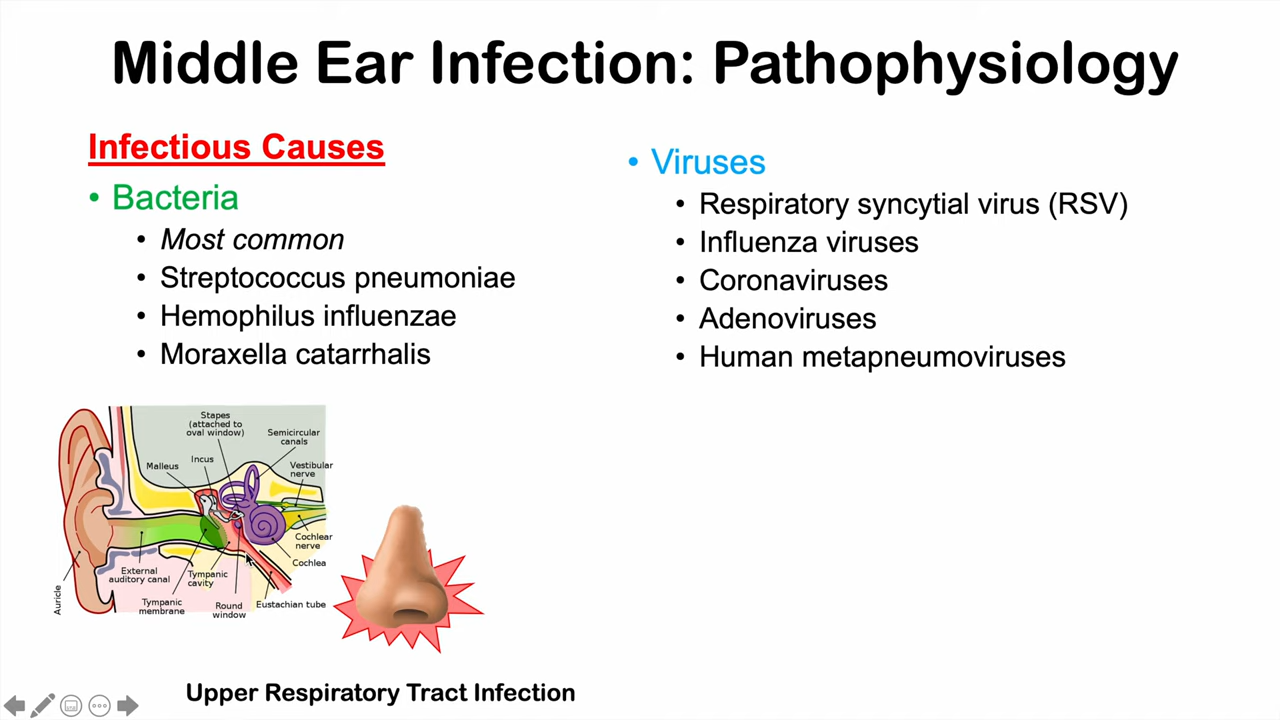 Middle Ear Infection: Pathophysiology
Infectious Causes
• Bacteria
• Most common
• Streptococcus pneumoniae
• Hemophilus influenzae
• Moraxella catarrhalis
• Viruses
• Respiratory syncytial virus (RSV)
• Influenza viruses
• Coronaviruses
• Adenoviruses
• Human metapneumoviruses
Stapes
(attached to
oval window)
Semicircular
canals
Incus
Malleus
Vestibular
nerve
Cochlear
nerve
Cochlea
External
auditory canal
Tympanic
cavity
Auricle
Tympanic
membrane
Round
window
Eustachian tube
Upper Respiratory Tract Infection